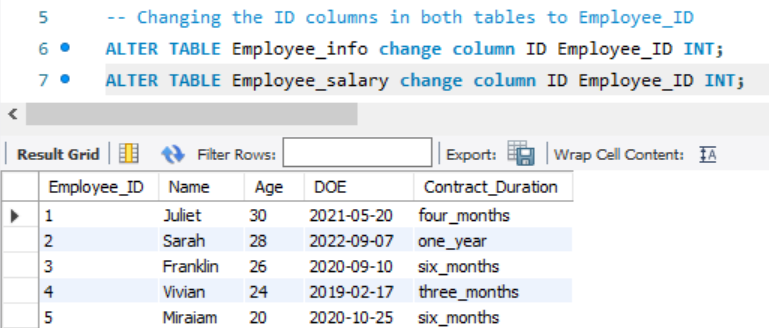 5 -- Changing the ID columns in both tables to Employee_ID
6 ALTER TABLE Employee_info change column ID Employee_ID INT;
7 ALTER TABLE Employee_salary change column ID Employee_ID INT;
Result Grid Filter Rows: Export: Wrap Cell Content: IA
Employee_ID Name Age DOE Contract_Duration
1 Juliet 30 2021-05-20 four_months
2 Sarah 28 2022-09-07 one_year
3 Franklin 26 2020-09-10 six_months
4 Vivian 24 2019-02-17 three_months
5 Miraiam 20 2020-10-25 six_months